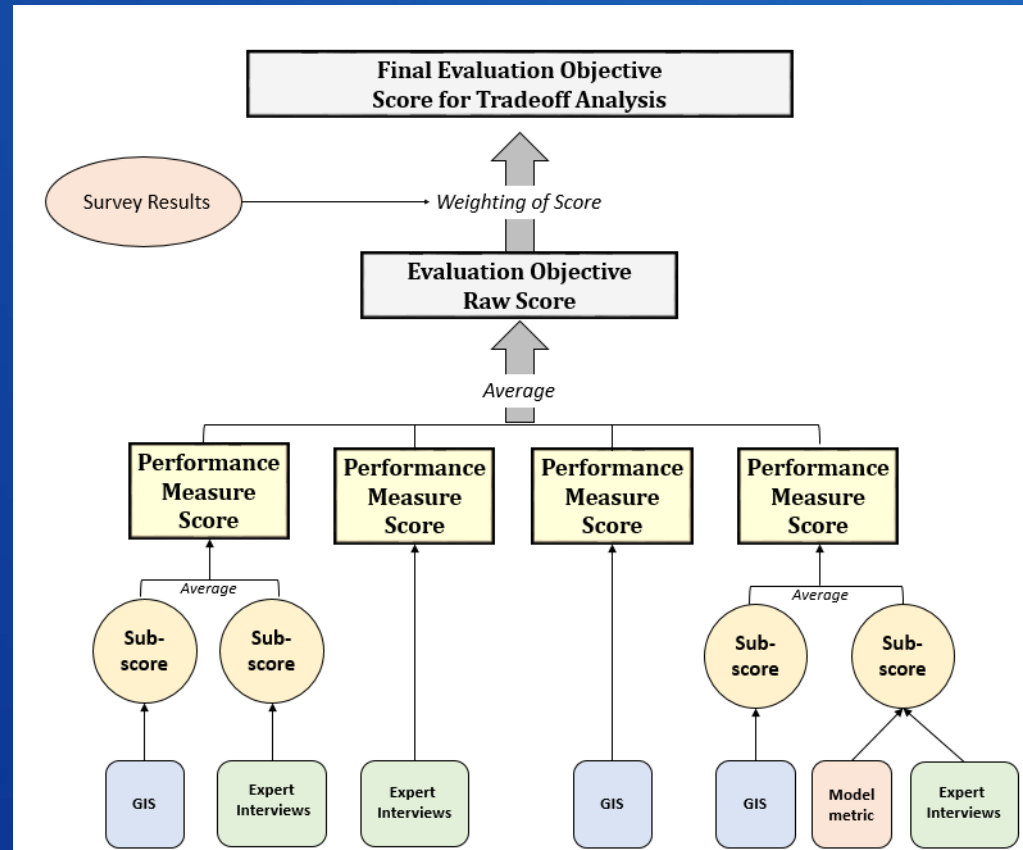 Final Evaluation Objective
Score for Tradeoff Analysis
Survey Results
Weighting of Score
Evaluation Objective
Raw Score
Average
Performance
Measure
Score
Performance
Measure
Score
Performance
Measure
Score
Performance
Measure
Score
Average
Average
Sub-
score
Sub-
score
Sub-
score
Sub-
score
GIS
Expert
Interviews
Expert
Interviews
GIS
GIS
Model
metric
Expert
Interviews